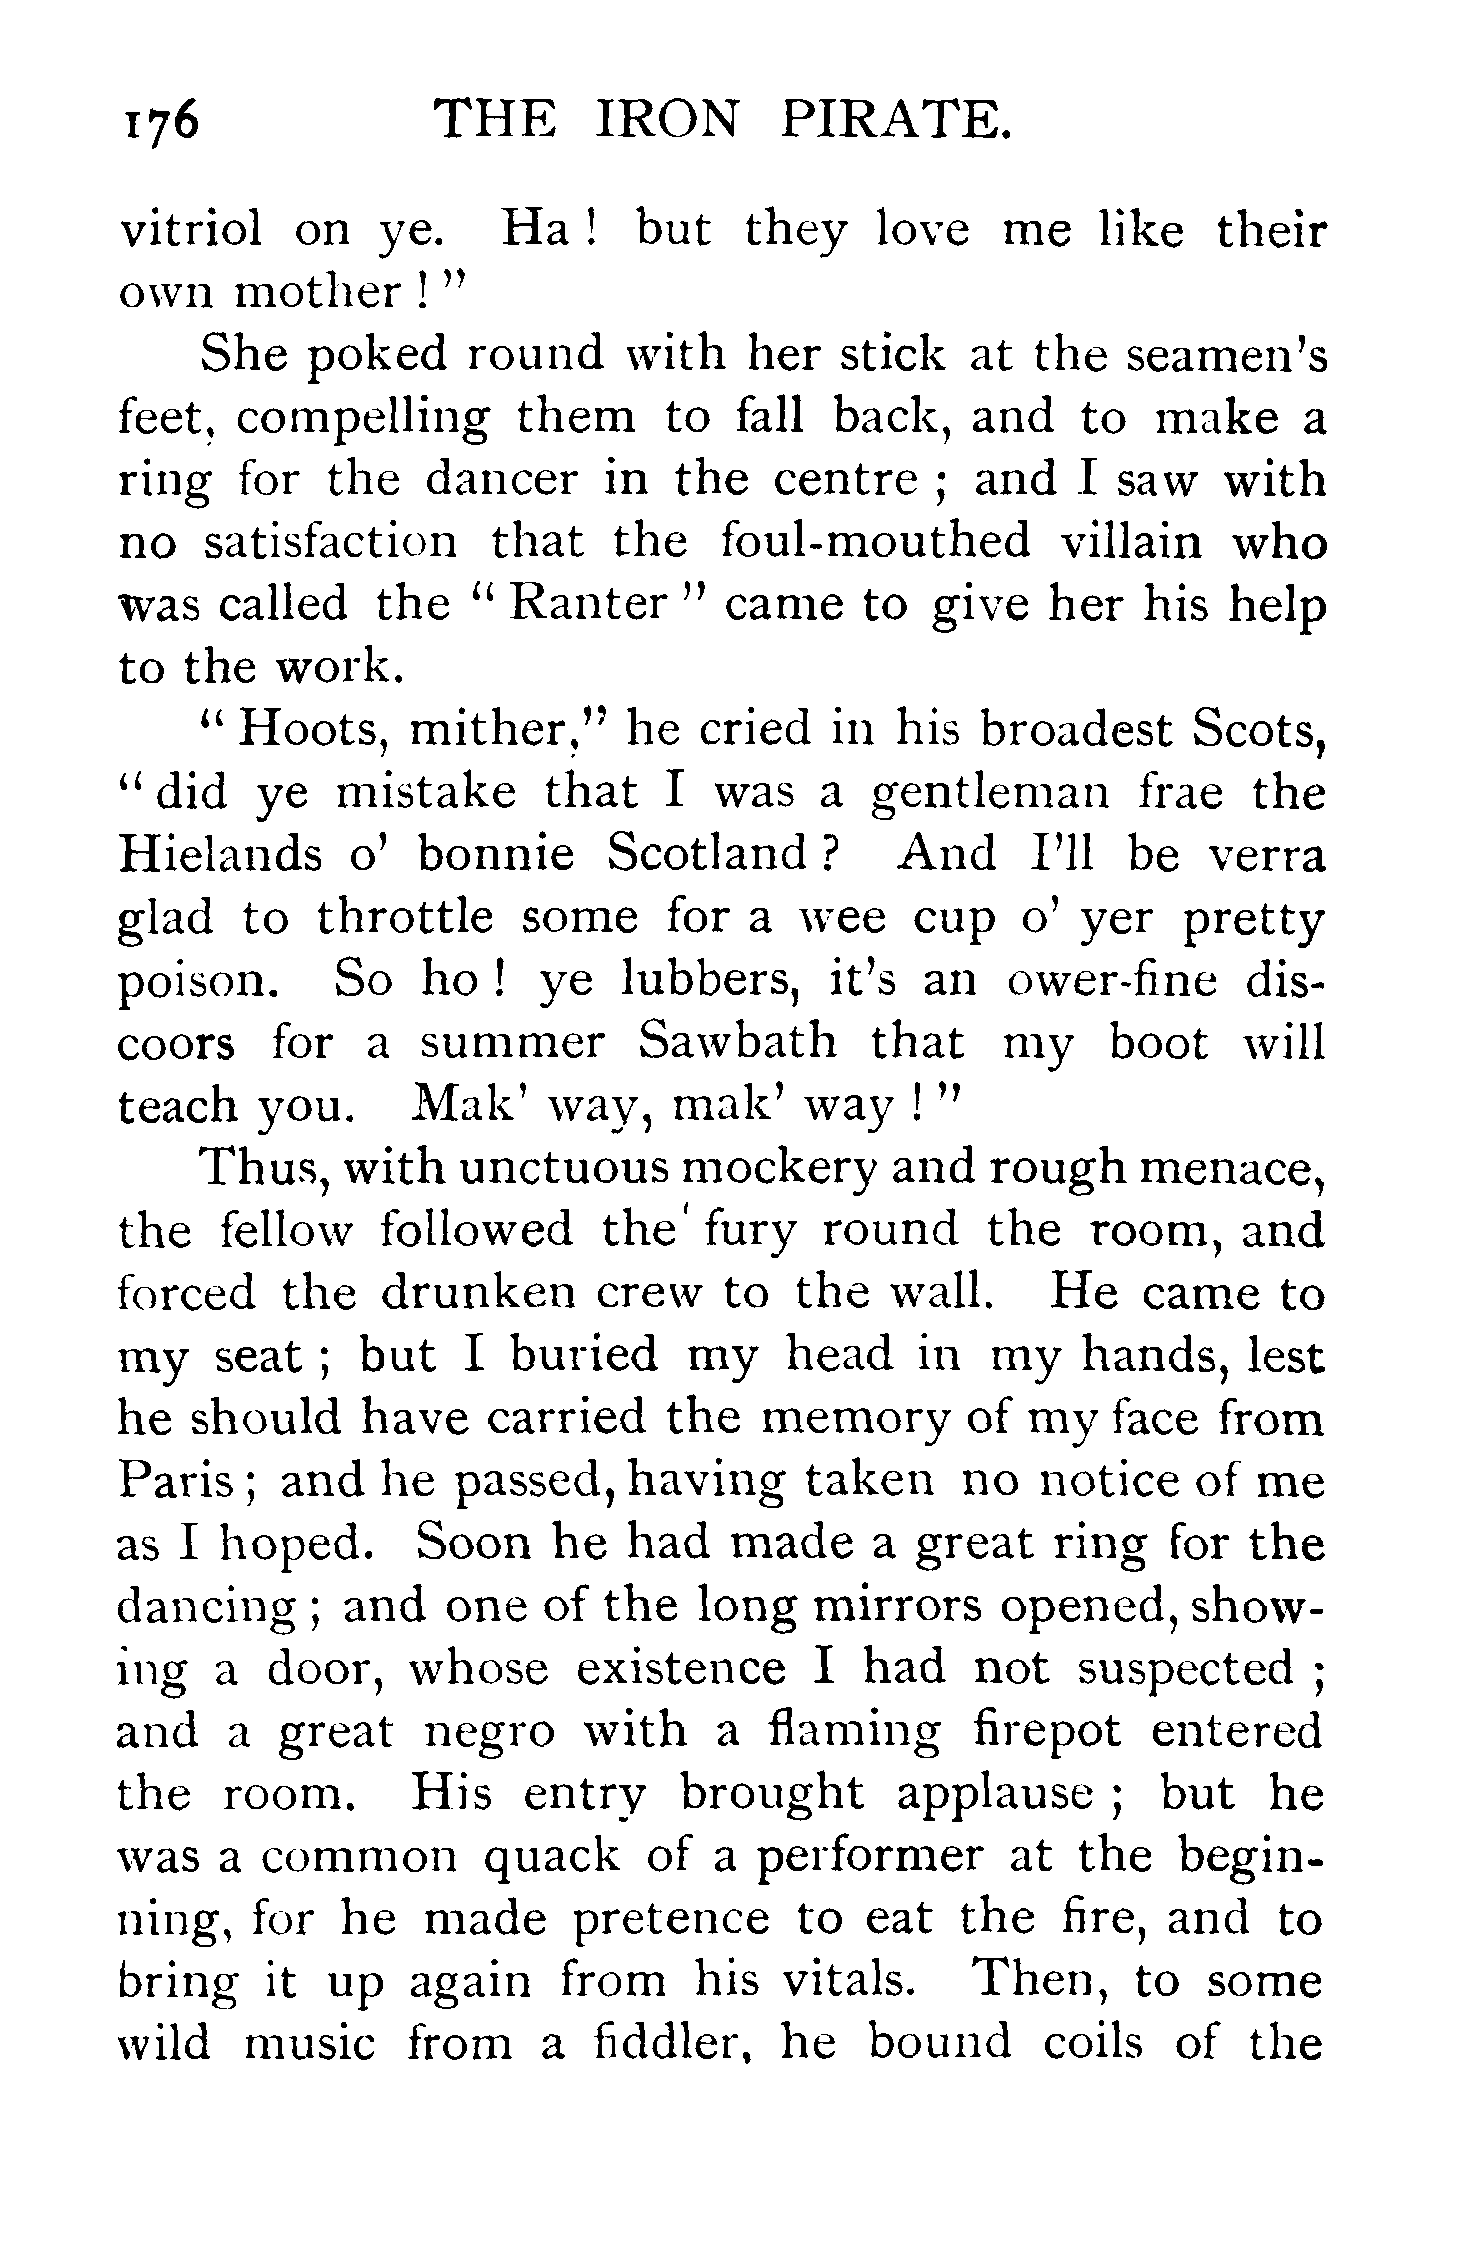 176 THE IRON PIRATE.
vitriol on ye. Ha ! but they love me like their
own mother ! ”
She poked round with her stick at the seamen’s
feet, compelling them to fall back, and to make a
ring for the dancer in the centre ; and I saw with
no satisfaction that the foul-mouthed villain who
was called the “ Ranter ” came to give her his help
to the work.
“ Hoots, mither,” he cried in his broadest Scots,
“ did ye mistake that I was a gentleman frae the
Hielands o’ bonnie Scotland ? And I’ll be verra
glad to throttle some for a wee cup o’ yer pretty
poison. So ho ! ye lubbers, it’s an ower-fine dis-
coors for a summer Sawbath that my boot will
teach you. Mak’ way, mak’ way ! ”
Thus, with unctuous mockery and rough menace,
the fellow followed the fury round the room, and
forced the drunken crew to the wall. He came to
my seat ; but I buried my head in my hands, lest
he should have carried the memory of my face from
Paris ; and he passed, having taken no notice of me
as I hoped. Soon he had made a great ring for the
dancing ; and one of the long mirrors opened, show-
ing a door, whose existence I had not suspected ;
and a great negro with a flaming firepot entered
the room. His entry brought applause ; but he
was a common quack of a performer at the begin-
ning, for he made pretence to eat the fire, and to
bring it up again from his vitals. Then, to some
wild music from a fiddler, he bound coils of the